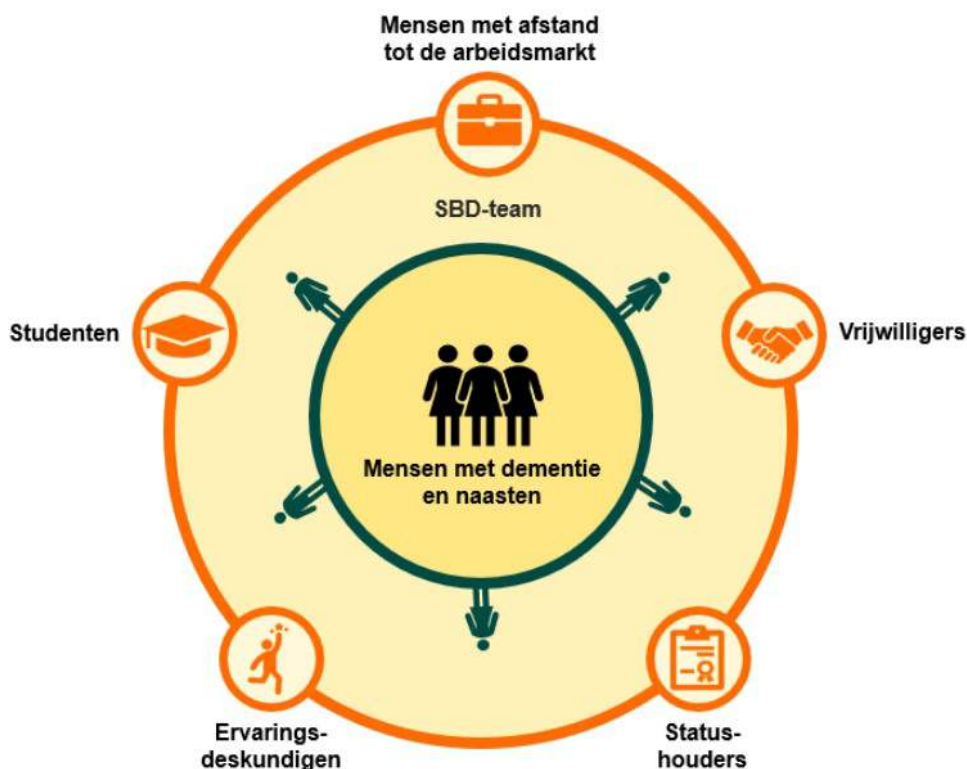 Mensen met afstand
tot de arbeidsmarkt
SBD-team
Studenten
Vrijwilligers
Mensen met dementie
en naasten
Ervarings-
deskundigen
Status-
houders